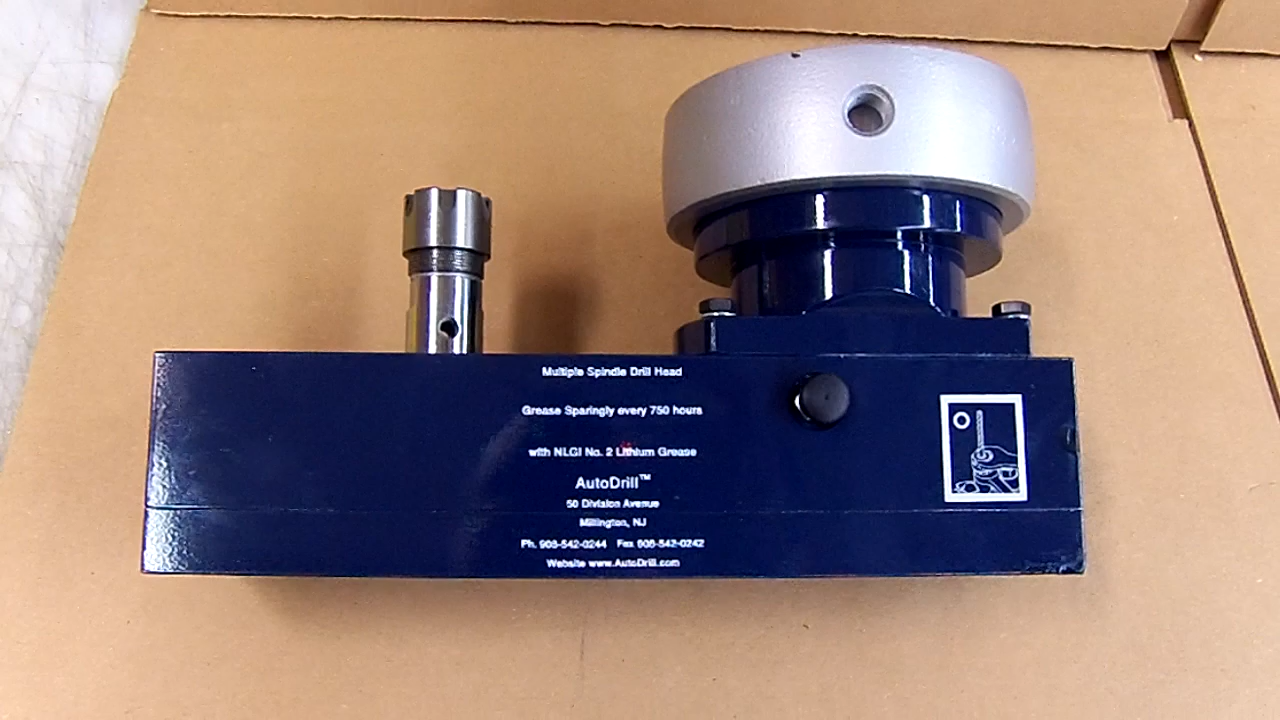 Multiple Spindle Drill Head
Grease Sparingly every 750 hours
with NLGI No. 2 Lithium Grease
AutoDrill™
50 Division Avenue
Millington, NJ
Ph. 908-542-0244 Fax 908-542-0242
Website www.AutoDrill.com